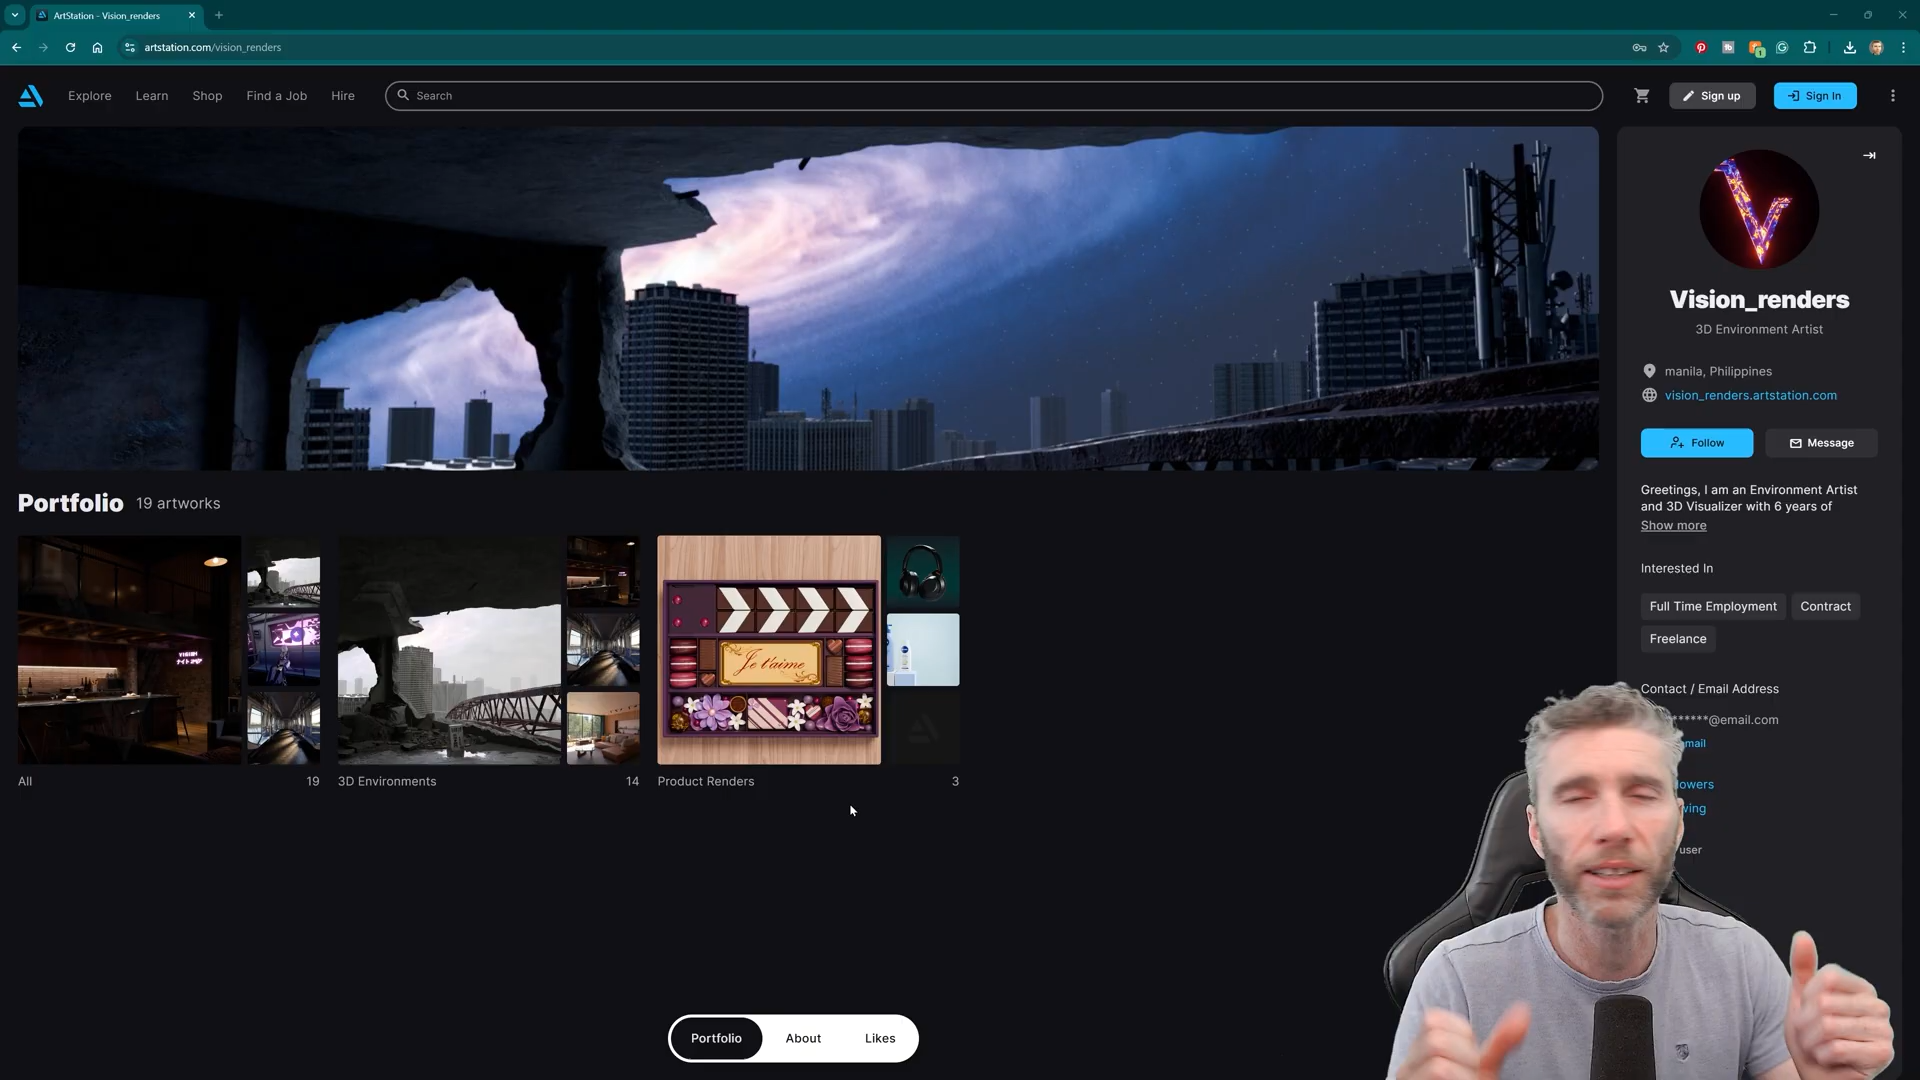 ArtStation - Vision_renders
artstation.com/vision_renders
Explore
Learn
Shop
Find a Job
Hire
Search
Sign up
Sign In
Vision_renders
3D Environment Artist
manila, Philippines
vision_renders.artstation.com
Follow
Message
Greetings, I am an Environment Artist
and 3D Visualizer with 6 years of
Show more
Interested In
Full Time Employment
Contract
Freelance
Contact / Email Address
******@email.com
user
Portfolio 19 artworks
Je t'aime
All 19
3D Environments 14
Product Renders 3
Portfolio
About
Likes